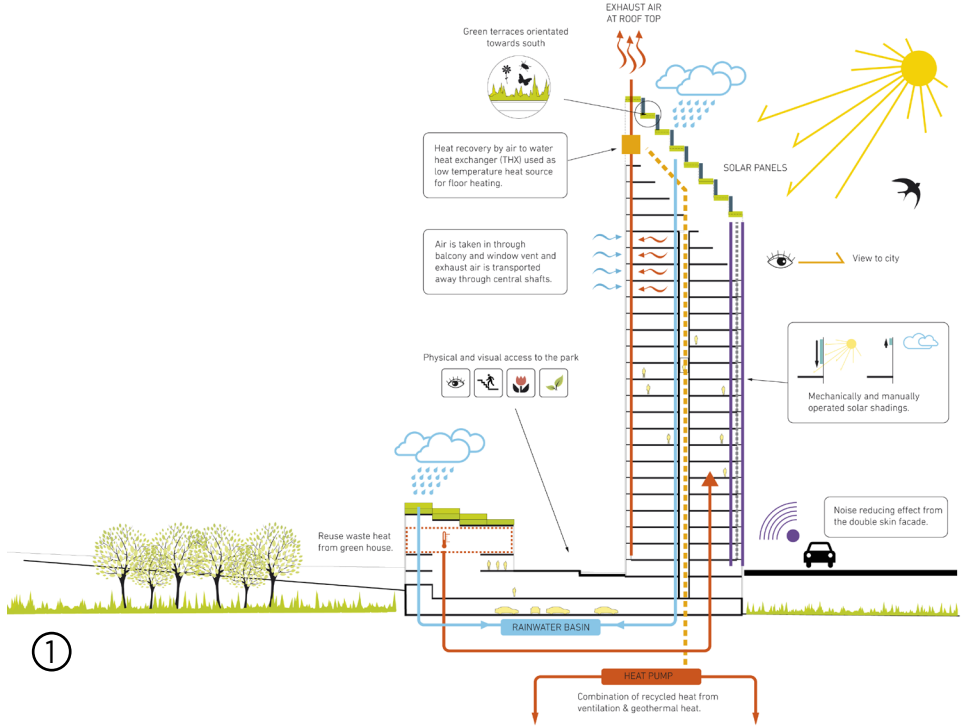 EXHAUST AIR
AT ROOF TOP
Green terraces orientated
towards south
Heat recovery by air to water
heat exchanger (THX) used as
low temperature heat source
for floor heating.
SOLAR PANELS
Air is taken in through
balcony and window vent and
exhaust air is transported
away through central shafts.
View to city
Physical and visual access to the park
Mechanically and manually
operated solar shadings.
Noise reducing effect from
the double skin facade.
Reuse waste heat
from green house.
RAINWATER BASIN
1
HEAT PUMP
Combination of recycled heat from
ventilation & geothermal heat.